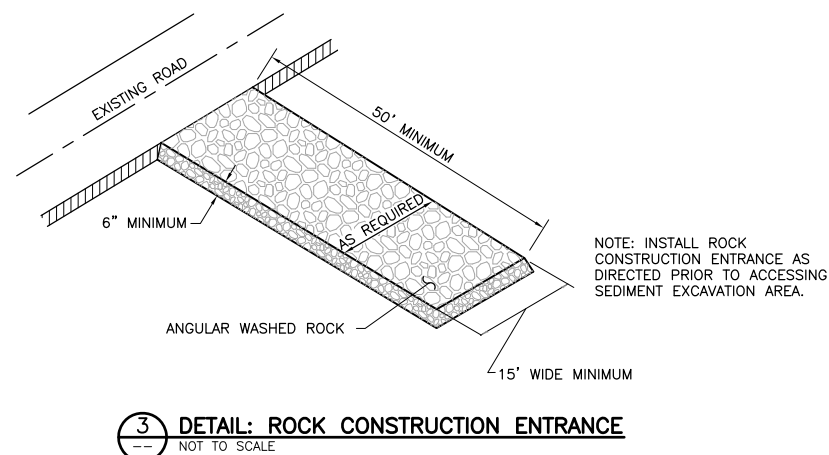 EXISTING ROAD
50' MINIMUM
6" MINIMUM
AS REQUIRED
NOTE: INSTALL ROCK
CONSTRUCTION ENTRANCE AS
DIRECTED PRIOR TO ACCESSING
SEDIMENT EXCAVATION AREA.
ANGULAR WASHED ROCK
15' WIDE MINIMUM
3
--
DETAIL: ROCK CONSTRUCTION ENTRANCE
NOT TO SCALE